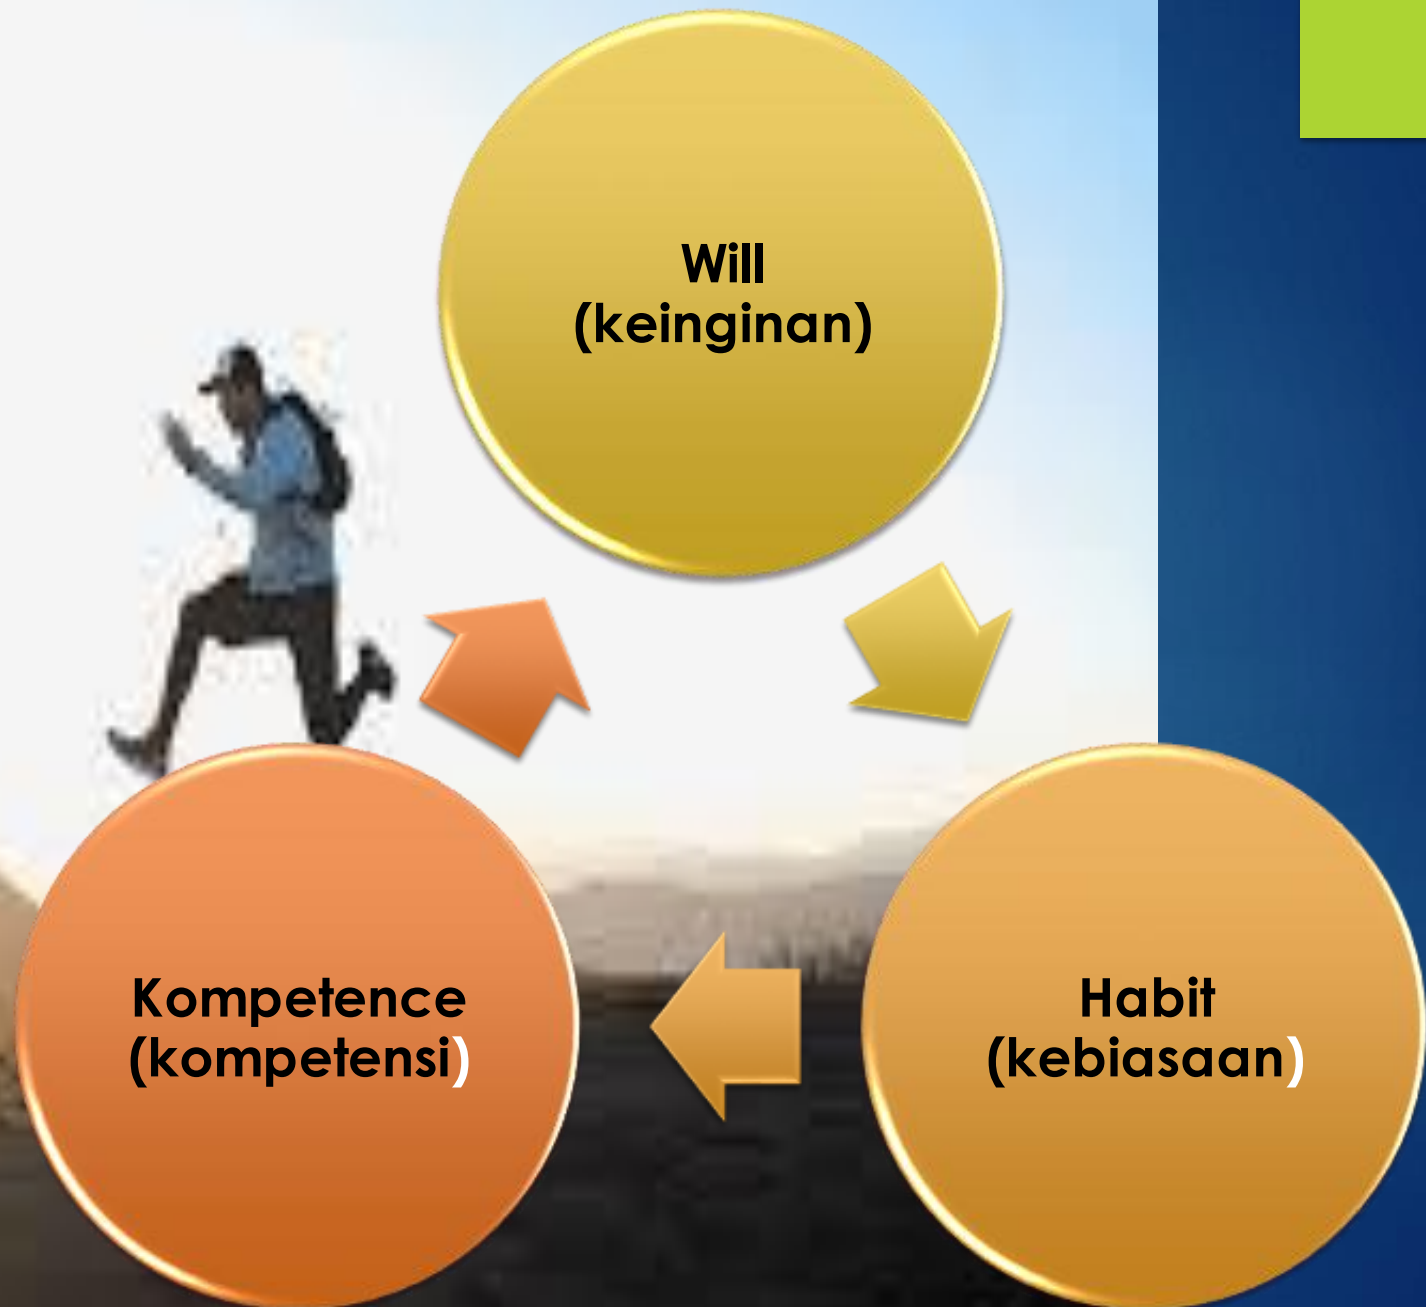 Will
(keinginan)
Habit
(kebiasaan)
Kompetence
(kompetensi)